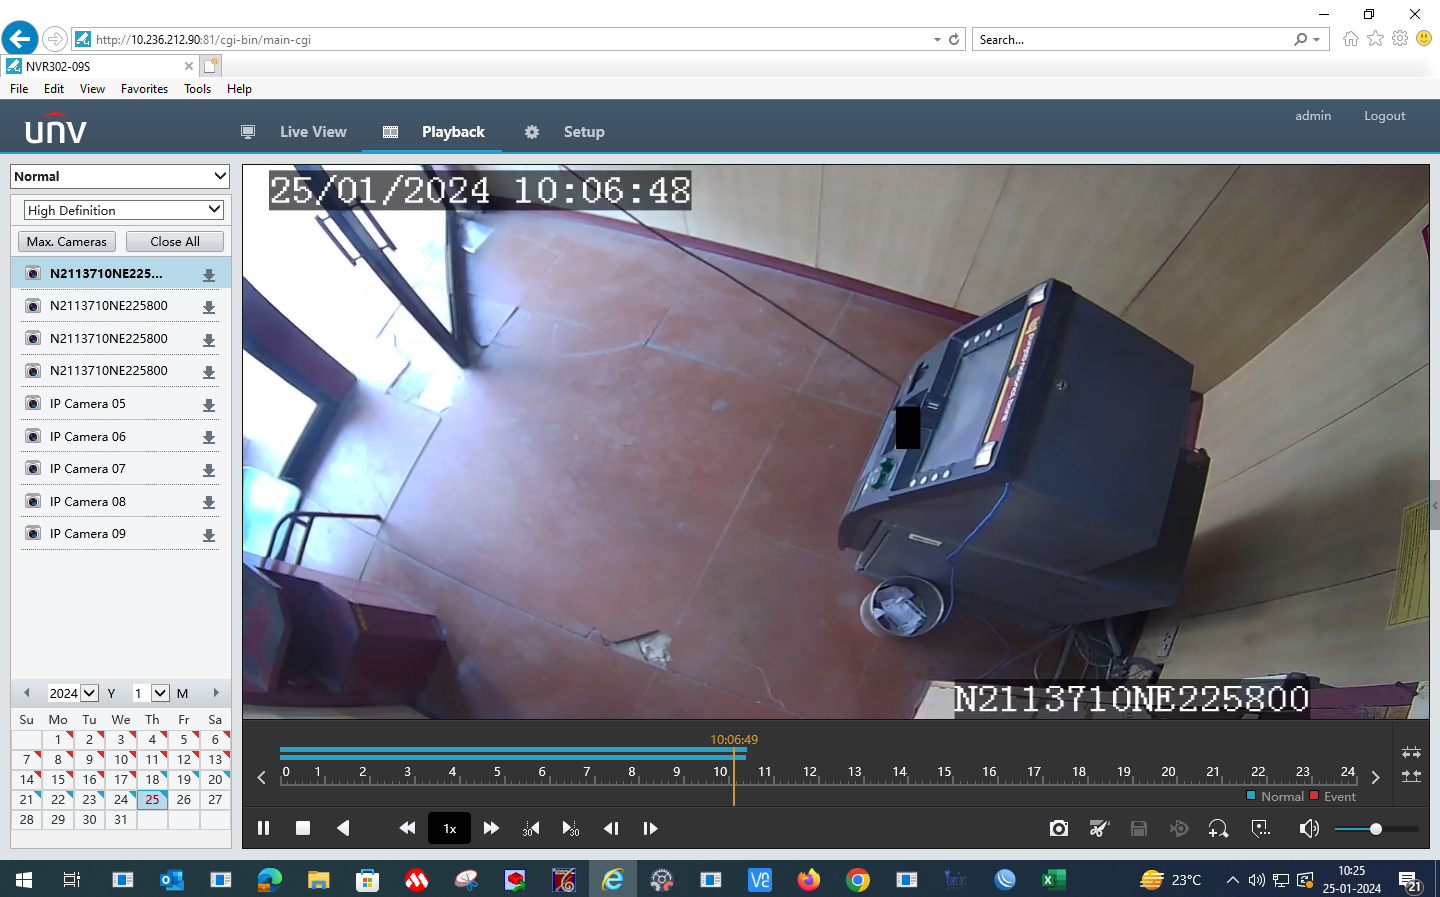 http://10.236.212.90:81/cgi-bin/main-cgi
Search...
NVR302-09S
File Edit View Favorites Tools Help
unv
Live View
Playback
Setup
admin
Logout
Normal
High Definition
Max. Cameras
Close All
N2113710NE225...
N2113710NE225800
N2113710NE225800
N2113710NE225800
IP Camera 05
IP Camera 06
IP Camera 07
IP Camera 08
IP Camera 09
2024 Y 1 M
Su Mo Tu We Th Fr Sa
1 2 3 4 5 6
7 8 9 10 11 12 13
14 15 16 17 18 19 20
21 22 23 24 25 26 27
28 29 30 31
25/01/2024 10:06:48
N2113710NE225800
10:06:49
0 1 2 3 4 5 6 7 8 9 10 11 12 13 14 15 16 17 18 19 20 21 22 23 24
Normal Event
1x
30
30
23°C
10:25
25-01-2024
21